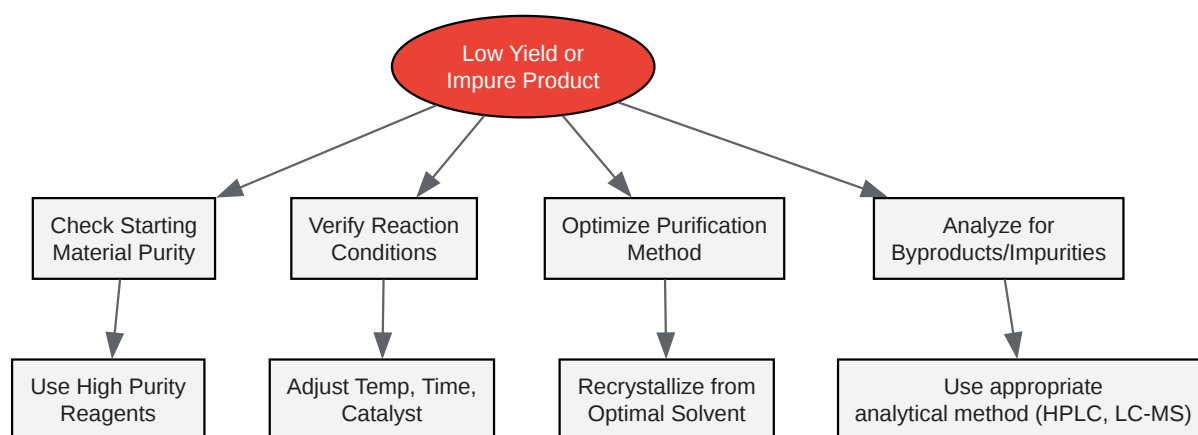 Low Yield or
Impure Product
Check Starting
Material Purity
Verify Reaction
Conditions
Optimize Purification
Method
Analyze for
Byproducts/Impurities
Use High Purity
Reagents
Adjust Temp, Time,
Catalyst
Recrystallize from
Optimal Solvent
Use appropriate
analytical method (HPLC, LC-MS)